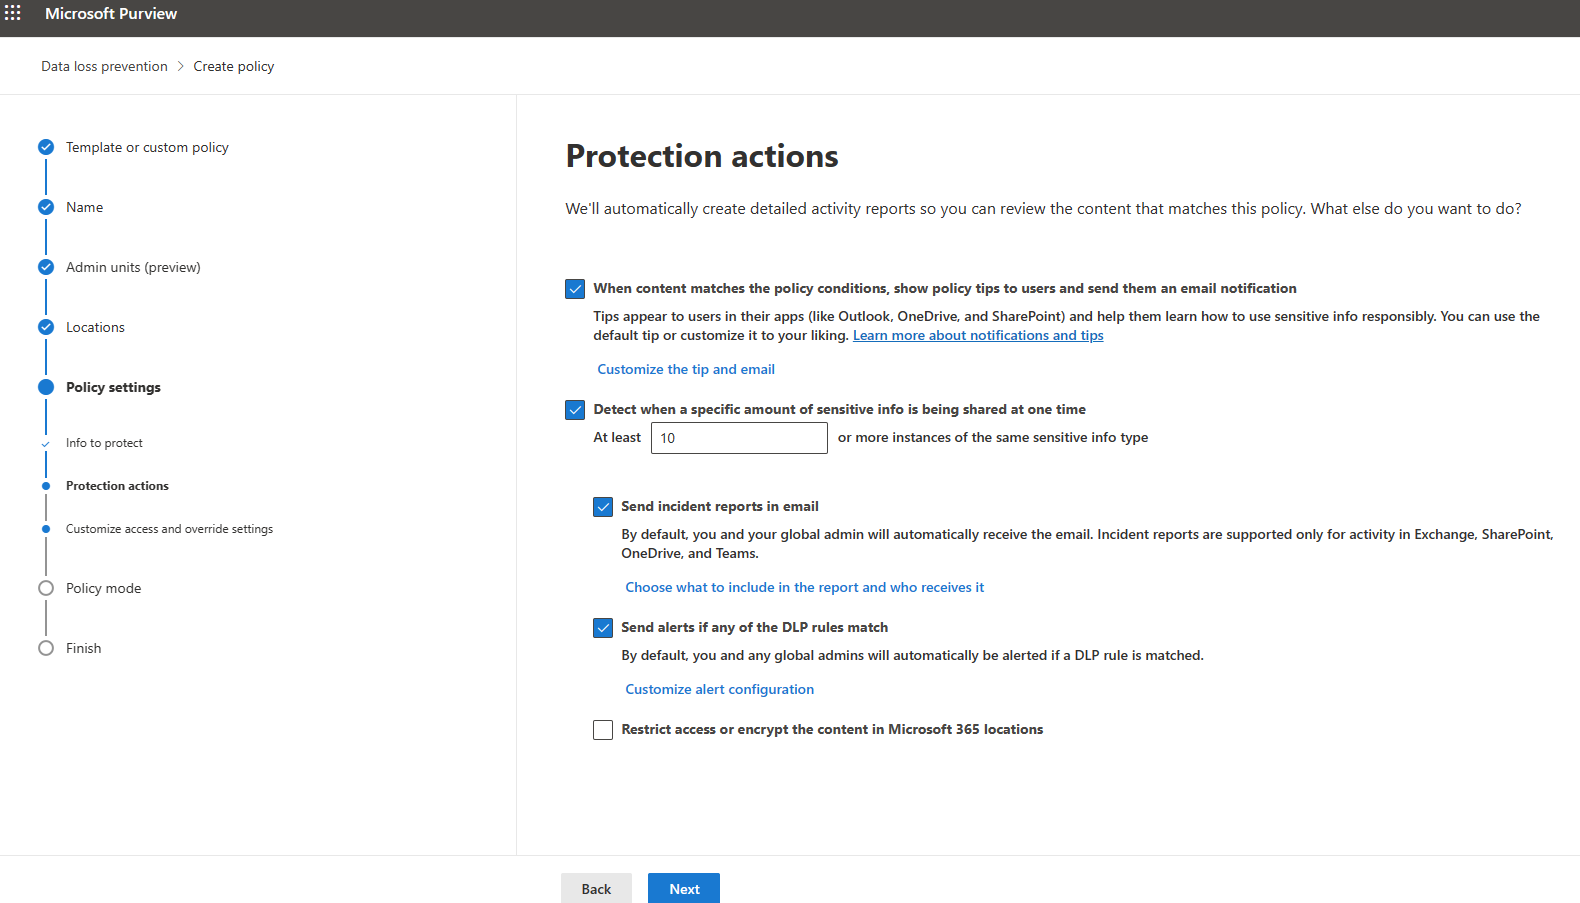 Microsoft Purview
Data loss prevention > Create policy
Template or custom policy
Name
Admin units (preview)
Locations
Policy settings
Info to protect
Protection actions
Customize access and override settings
Policy mode
Finish
Protection actions
We'll automatically create detailed activity reports so you can review the content that matches this policy. What else do you want to do?
When content matches the policy conditions, show policy tips to users and send them an email notification
Tips appear to users in their apps (like Outlook, OneDrive, and SharePoint) and help them learn how to use sensitive info responsibly. You can use the
default tip or customize it to your liking. Learn more about notifications and tips
Customize the tip and email
Detect when a specific amount of sensitive info is being shared at one time
At least 10 or more instances of the same sensitive info type
Send incident reports in email
By default, you and your global admin will automatically receive the email. Incident reports are supported only for activity in Exchange, SharePoint,
OneDrive, and Teams.
Choose what to include in the report and who receives it
Send alerts if any of the DLP rules match
By default, you and any global admins will automatically be alerted if a DLP rule is matched.
Customize alert configuration
Restrict access or encrypt the content in Microsoft 365 locations
Back Next